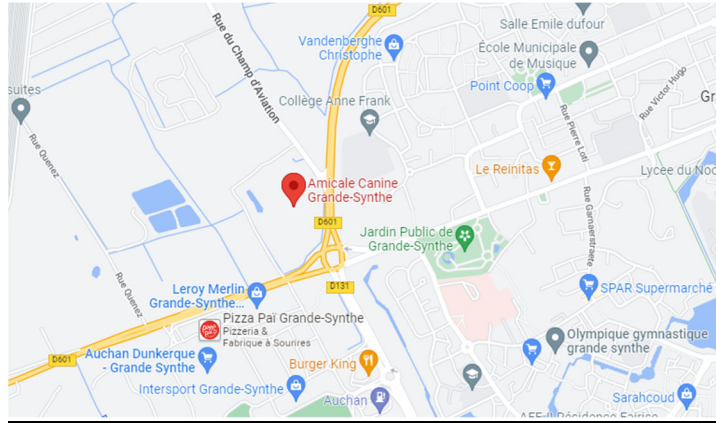 D601
Rue du Champ d'Aviation
Salle Emile dufour
Vandenberghe
Christophe
École Municipale
de Musique
suites
Point Coop
Rue Victor Hugo
Gr
Collège Anne Frank
Rue Quenez
Rue Pierre Loti
Le Reinitas
Lycée du Noo
Amicale Canine
Grande-Synthe
Rue Garnaerstraete
D601
Jardin Public de
Grande-Synthe
Rue Quenez
D131
Leroy Merlin
Grande-Synthe...
SPAR Supermarché
Pizza Paï Grande-Synthe
Pizzeria &
Fabrique à Sourires
Olympique gymnastique
grande synthe
D601
Auchan Dunkerque
- Grande Synthe
Burger King
Intersport Grande-Synthe
Auchan
Sarahcoud